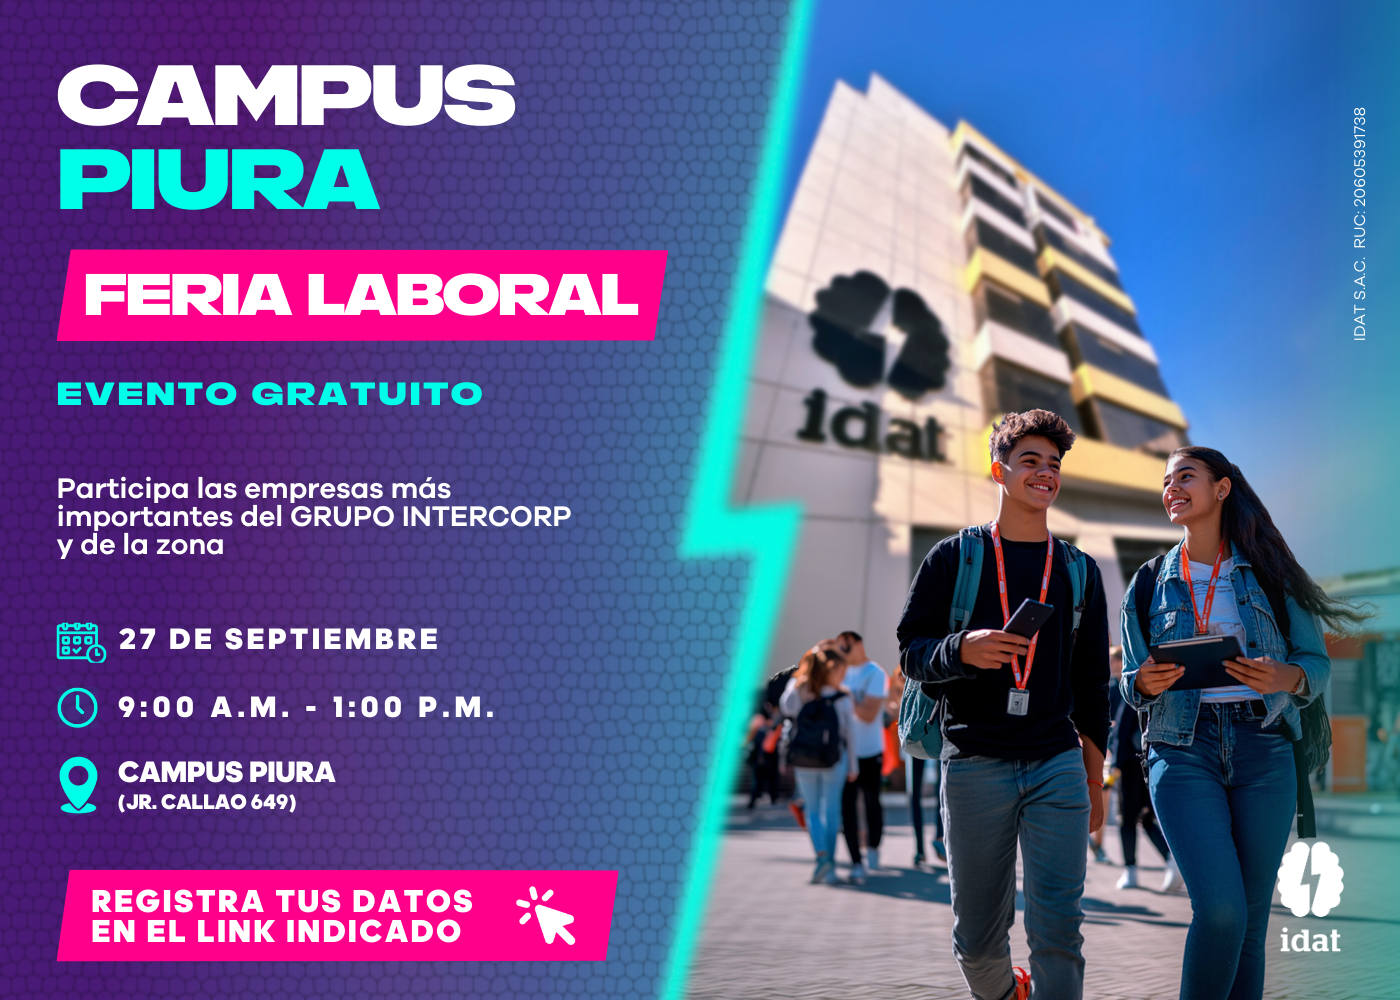 CAMPUS
PIURA
FERIA LABORAL
EVENTO GRATUITO
Participa las empresas más
importantes del GRUPO INTERCORP
y de la zona
27 DE SEPTIEMBRE
9:00 A.M. - 1:00 P.M.
CAMPUS PIURA
(JR. CALLAO 649)
REGISTRA TUS DATOS
EN EL LINK INDICADO
idat
IDAT S.A.C. RUC: 20605391738
idat